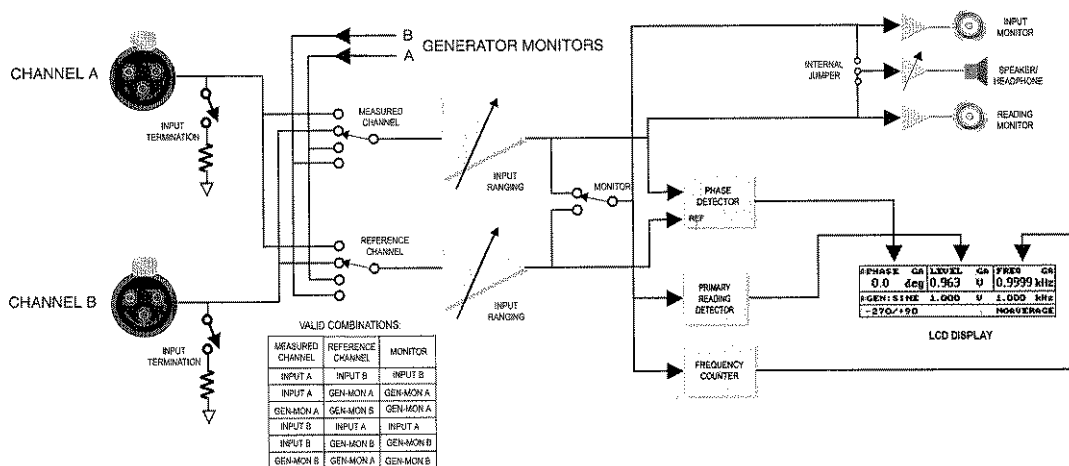 B
A
GENERATOR MONITORS
CHANNEL A
INPUT
TERMINATION
MEASURED
CHANNEL
INPUT
RANGING
MONITOR
INTERNAL
JUMPER
INPUT
MONITOR
SPEAKER/
HEADPHONE
READING
MONITOR
PHASE
DETECTOR
REF
REFERENCE
CHANNEL
INPUT
RANGING
CHANNEL B
INPUT
TERMINATION
PRIMARY
READING
DETECTOR
FREQUENCY
COUNTER
PHASE GA LEVEL GA FREQ GA
0.0 deg 0.963 V 0.9999 kHz
GEN:SINE 1.000 V 1.000 kHz
-270/+90 NOAVERAGE
LCD DISPLAY
VALID COMBINATIONS:
MEASURED CHANNEL REFERENCE CHANNEL MONITOR
INPUT A INPUT B INPUT B
INPUT A GEN-MON A GEN-MON A
GEN-MON A GEN-MON B GEN-MON A
INPUT B INPUT A INPUT A
INPUT B GEN-MON B GEN-MON B
GEN-MON B GEN-MON A GEN-MON B